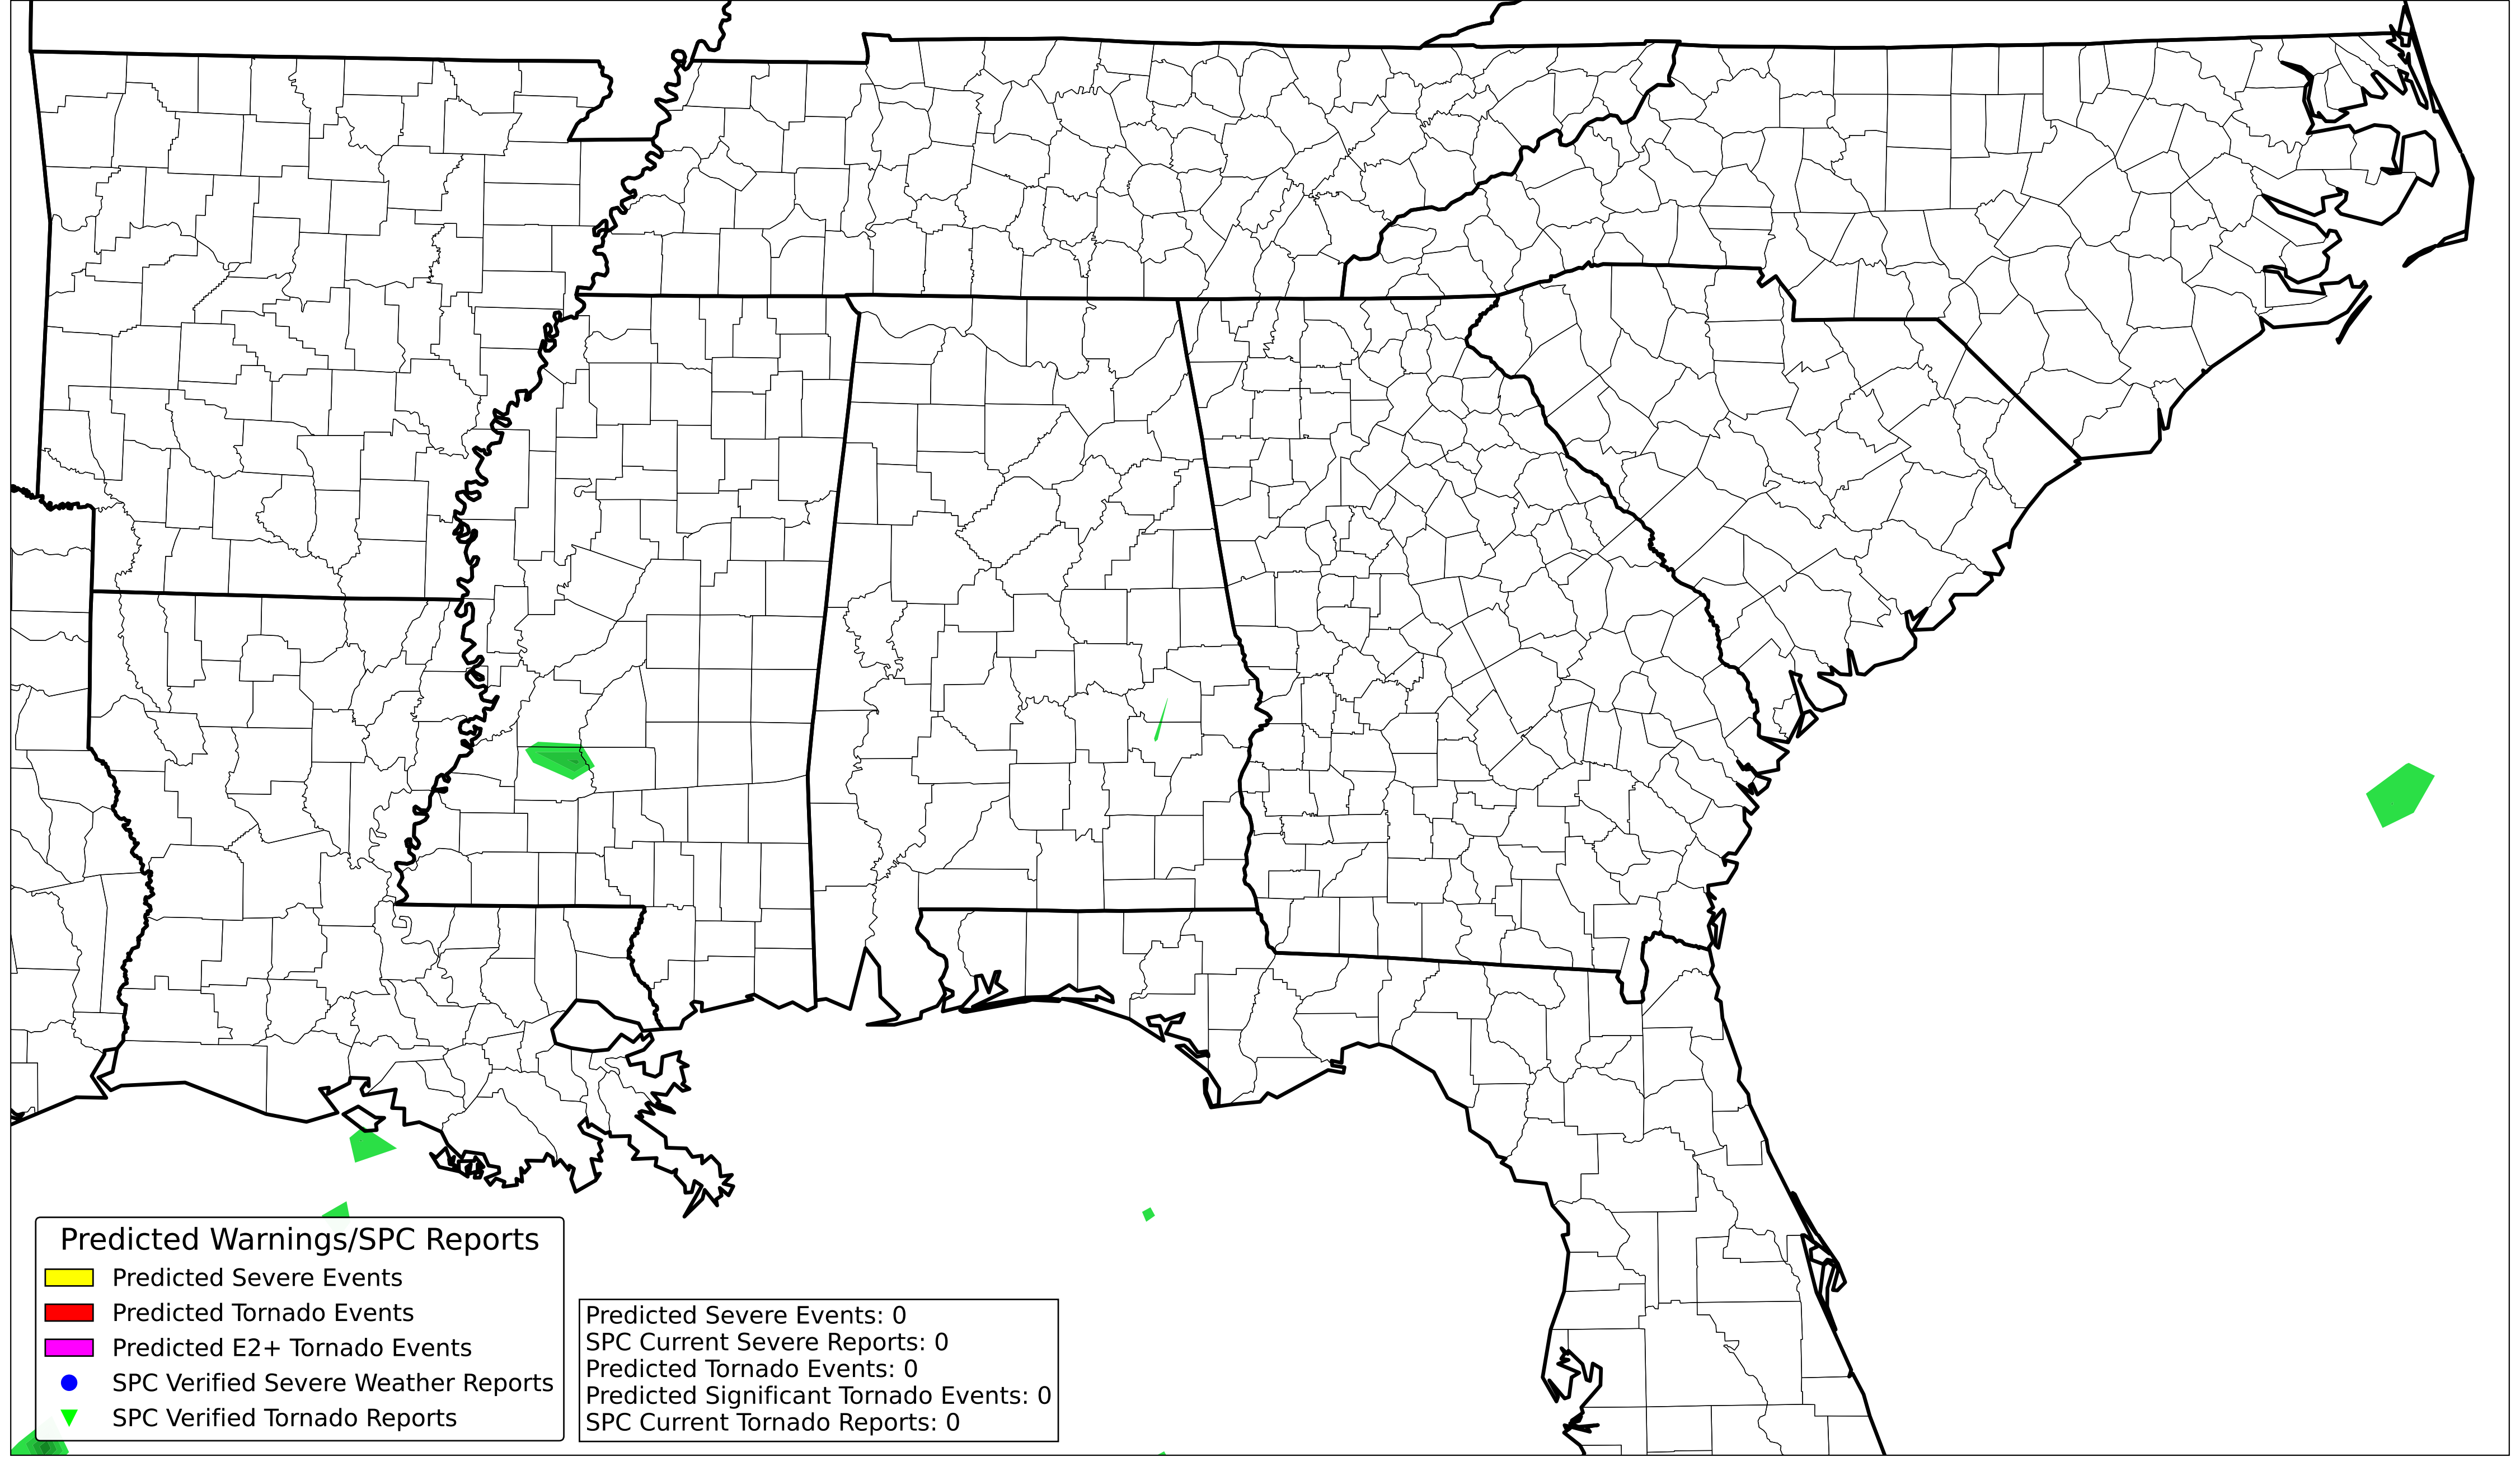 Predicted Warnings/SPC Reports
Predicted Severe Events
Predicted Tornado Events
Predicted E2+ Tornado Events
SPC Verified Severe Weather Reports
SPC Verified Tornado Reports
Predicted Severe Events: 0
SPC Current Severe Reports: 0
Predicted Tornado Events: 0
Predicted Significant Tornado Events: 0
SPC Current Tornado Reports: 0